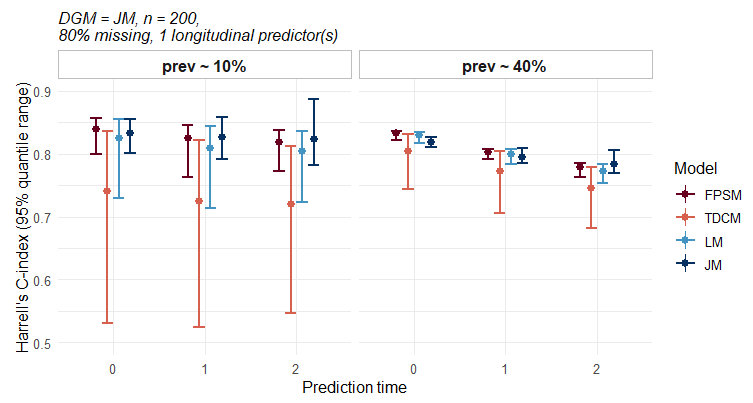 DGM = JM, n = 200,
80% missing, 1 longitudinal predictor(s)
prev ~ 10%
prev ~ 40%
Harrell's C-index (95% quantile range)
0.9
0.8
0.7
0.6
0.5
0 1 2
0 1 2
Prediction time
Model
FPSM
TDCM
LM
JM